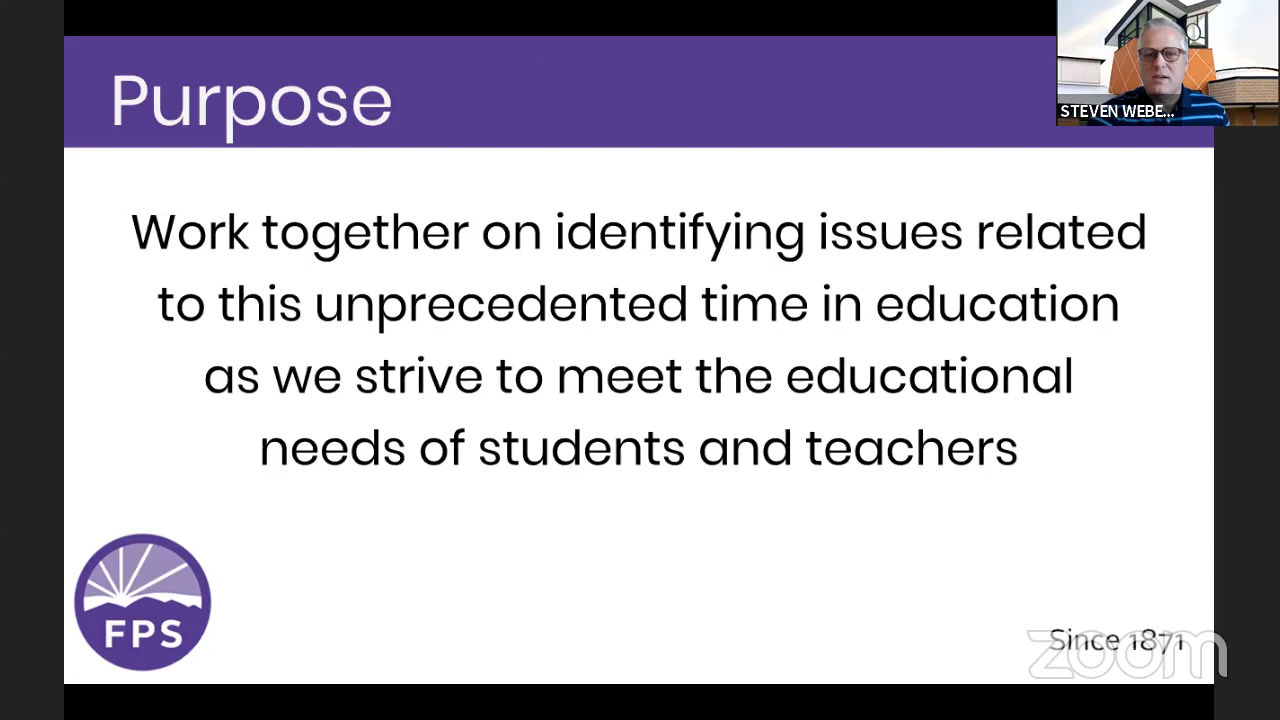 Purpose
STEVEN WEBE...
Work together on identifying issues related
to this unprecedented time in education
as we strive to meet the educational
needs of students and teachers
FPS
Since 1871
zoom